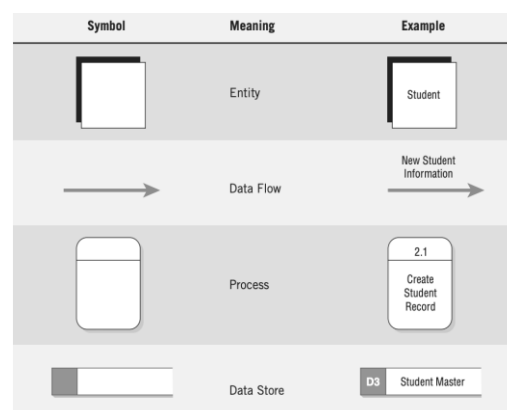 Symbol Meaning Example
Entity Student
New Student
Information
Data Flow
2.1
Create
Student
Record
Process
D3 Student Master
Data Store